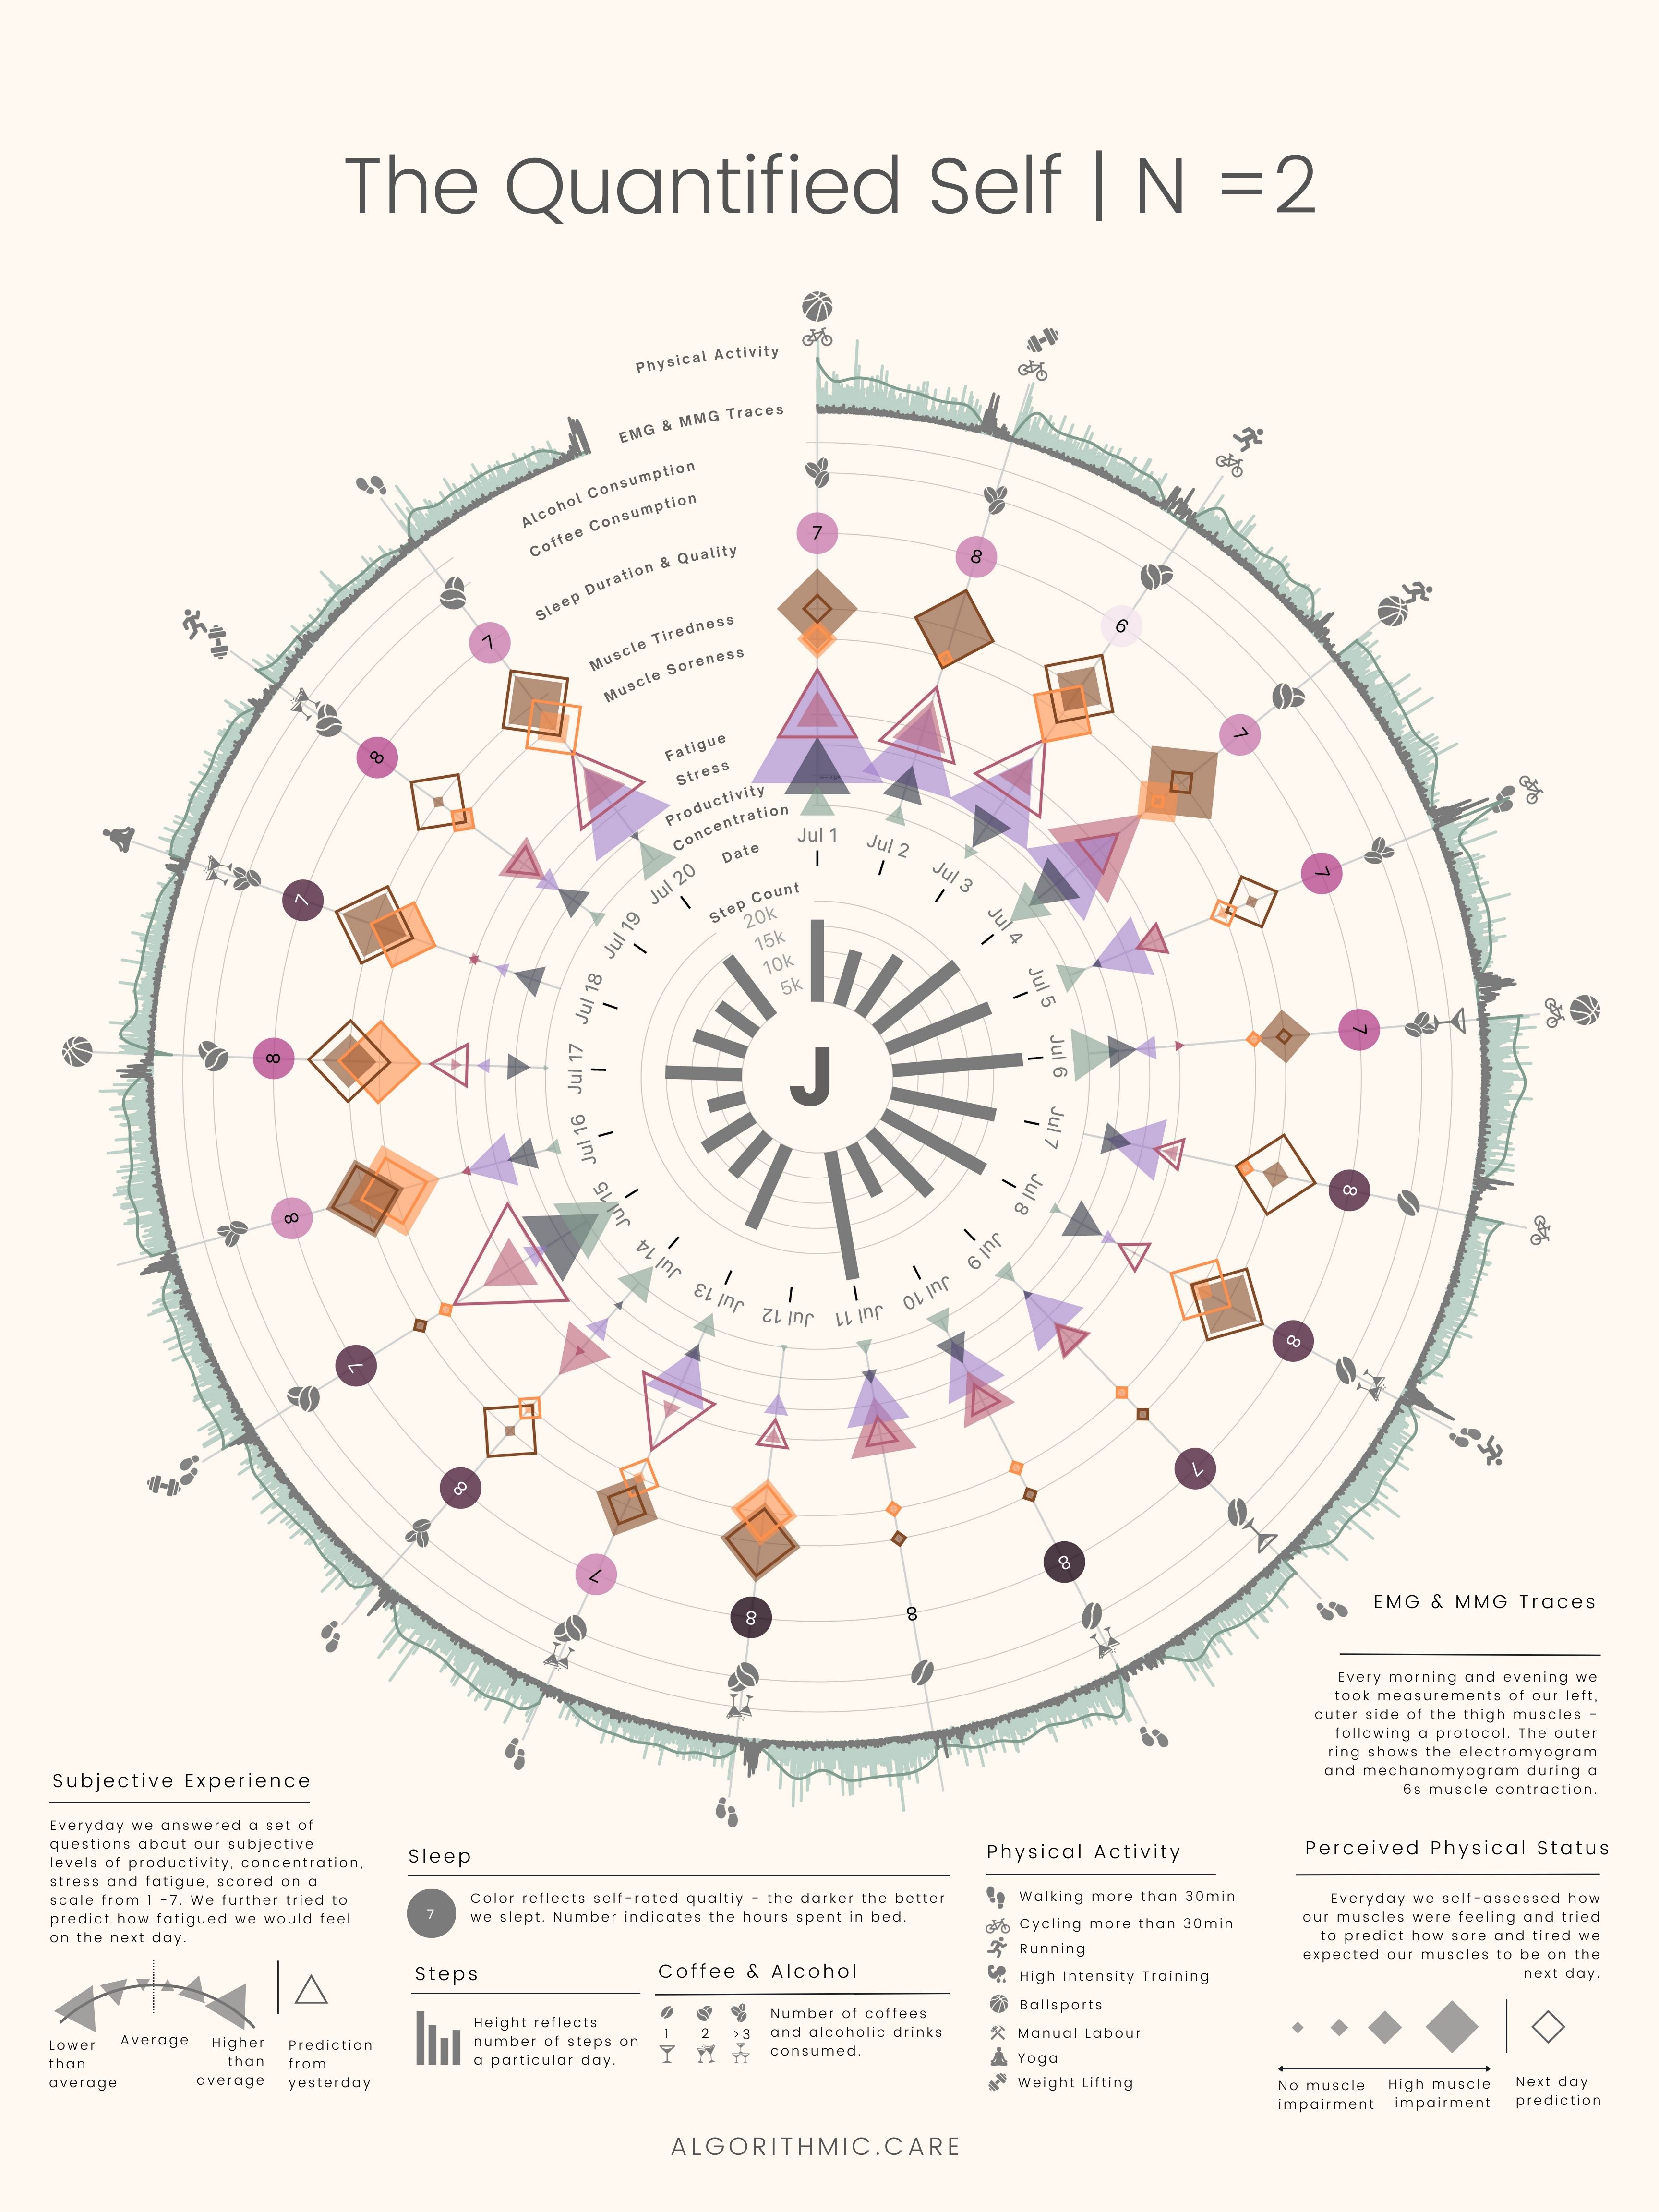 The Quantified Self | N =2
Physical Activity
EMG & MMG Traces
Alcohol Consumption
Coffee Consumption
Sleep Duration & Quality
Muscle Tiredness
Muscle Soreness
Fatigue
Stress
Productivity
Concentration
Date
Step Count
20k
15k
10k
5k
J
Jul 1
Jul 2
Jul 3
Jul 4
Jul 5
Jul 6
Jul 7
Jul 8
Jul 9
Jul 10
Jul 11
Jul 12
Jul 13
Jul 14
Jul 15
Jul 16
Jul 17
Jul 18
Jul 19
Jul 20
7
8
6
7
7
7
8
8
7
8
8
8
7
8
7
8
8
7
8
7
EMG & MMG Traces
Every morning and evening we
took measurements of our left,
outer side of the thigh muscles -
following a protocol. The outer
ring shows the electromyogram
and mechanomyogram during a
6s muscle contraction.
Subjective Experience
Everyday we answered a set of
questions about our subjective
levels of productivity, concentration,
stress and fatigue, scored on a
scale from 1 -7. We further tried to
predict how fatigued we would feel
on the next day.
Lower
than
average
Average
Higher
than
average
Prediction
from
yesterday
Sleep
7
Color reflects self-rated qualtiy - the darker the better
we slept. Number indicates the hours spent in bed.
Steps
Height reflects
number of steps on
a particular day.
Coffee & Alcohol
1 2 >3
Number of coffees
and alcoholic drinks
consumed.
Physical Activity
Walking more than 30min
Cycling more than 30min
Running
High Intensity Training
Ballsports
Manual Labour
Yoga
Weight Lifting
Perceived Physical Status
Everyday we self-assessed how
our muscles were feeling and tried
to predict how sore and tired we
expected our muscles to be on the
next day.
No muscle
impairment
High muscle
impairment
Next day
prediction
ALGORITHMIC.CARE